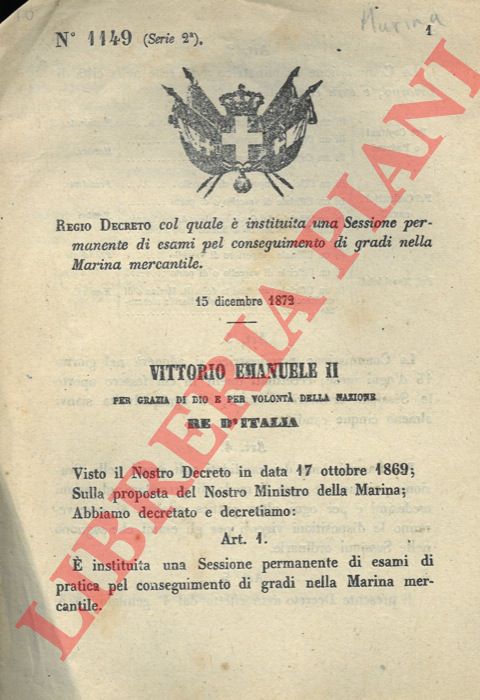 Marina
1
N° 1149 (Serie 2ª).
REGIO DECRETO col quale è instituita una Sessione per-
manente di esami pel conseguimento di gradi nella
Marina mercantile.
15 dicembre 1872
VITTORIO EMANUELE II
PER GRAZIA DI DIO E PER VOLONTÀ DELLA NAZIONE
RE D'ITALIA
Visto il Nostro Decreto in data 17 ottobre 1869;
Sulla proposta del Nostro Ministro della Marina;
Abbiamo decretato e decretiamo:
Art. 1.
È instituita una Sessione permanente di esami di
pratica pel conseguimento di gradi nella Marina mer-
cantile.
LIBRERIA PIANI